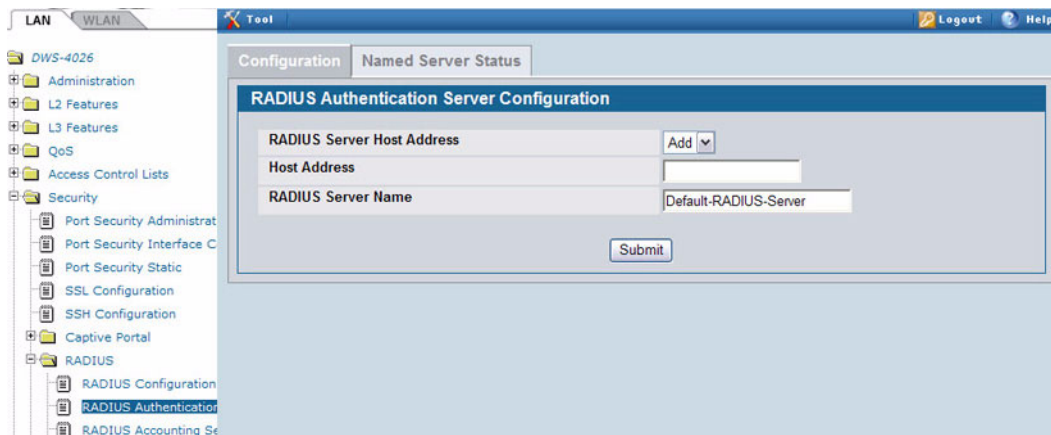 LAN WLAN Tool Logout Help
DWS-4026
Administration
L2 Features
L3 Features
QoS
Access Control Lists
Security
Port Security Administrat
Port Security Interface C
Port Security Static
SSL Configuration
SSH Configuration
Captive Portal
RADIUS
RADIUS Configuration
RADIUS Authentication
RADIUS Accounting Se
Configuration Named Server Status
RADIUS Authentication Server Configuration
RADIUS Server Host Address Add
Host Address
RADIUS Server Name Default-RADIUS-Server
Submit